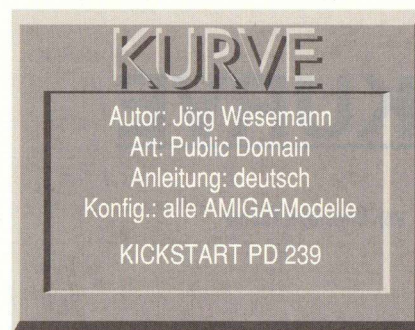 KURVE
Autor: Jörg Wesemann
Art: Public Domain
Anleitung: deutsch
Konfig.: alle AMIGA-Modelle
KICKSTART PD 239